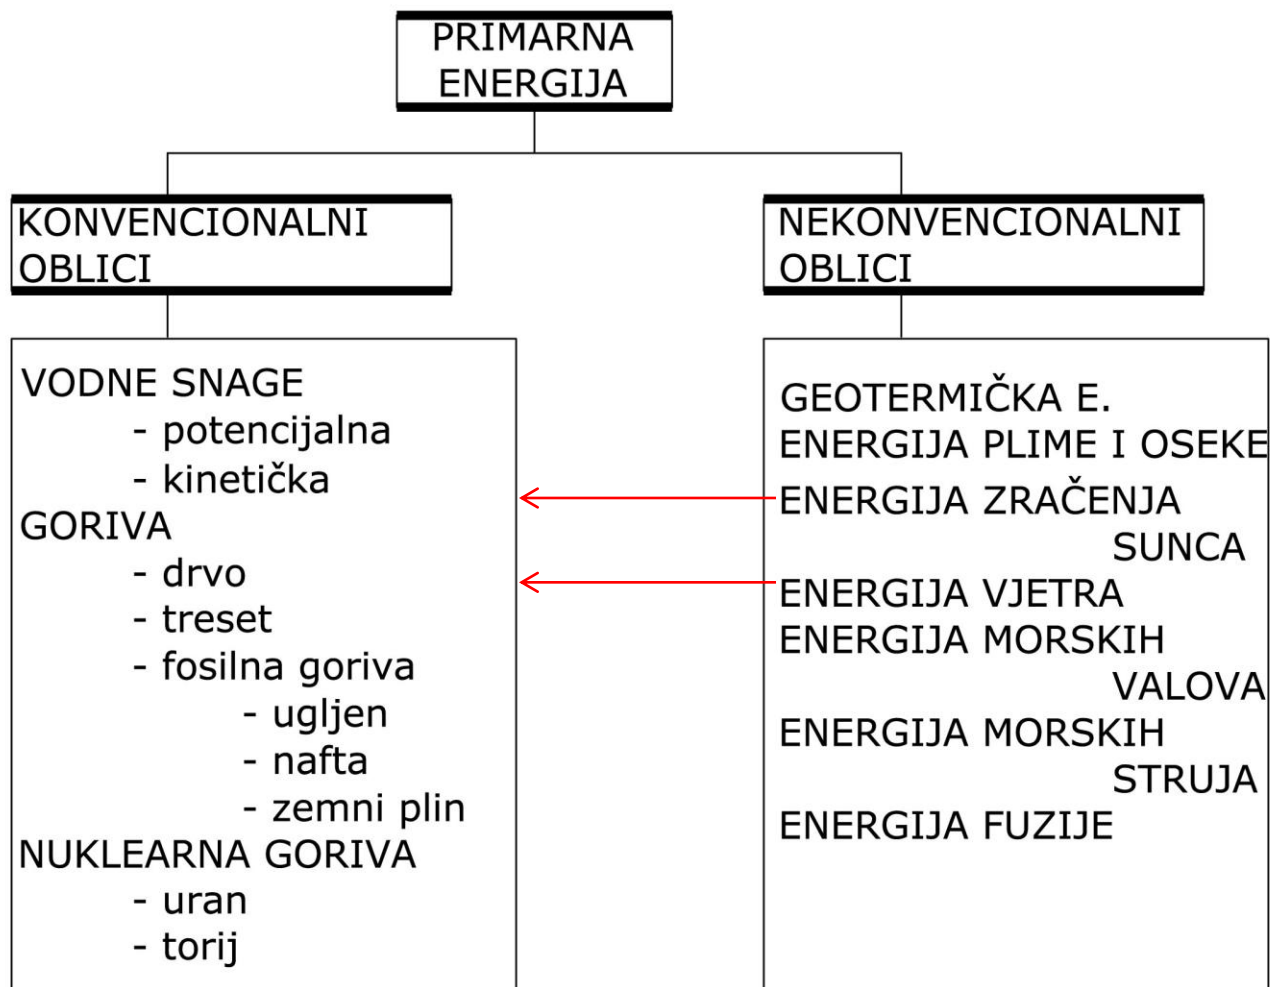 PRIMARNA
ENERGIJA
KONVENCIONALNI
OBLICI
VODNE SNAGE
- potencijalna
- kinetička
GORIVA
- drvo
- treset
- fosilna goriva
- ugljen
- nafta
- zemni plin
NUKLEARNA GORIVA
- uran
- torij
NEKONVENCIONALNI
OBLICI
GEOTERMIČKA E.
ENERGIJA PLIME I OSEKE
ENERGIJA ZRAČENJA
SUNCA
ENERGIJA VJETRA
ENERGIJA MORSKIH
VALOVA
ENERGIJA MORSKIH
STRUJA
ENERGIJA FUZIJE